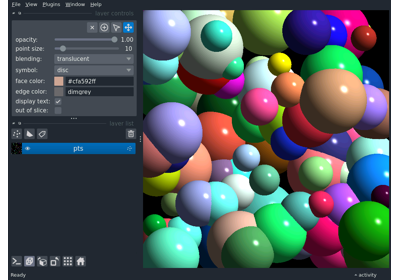 File View Plugins Window Help
layer controls
opacity: 1.00
point size: 10
blending: translucent
symbol: disc
face color: #cfa592ff
edge color: dimgrey
display text:
out of slice:
layer list
pts
Ready
activity